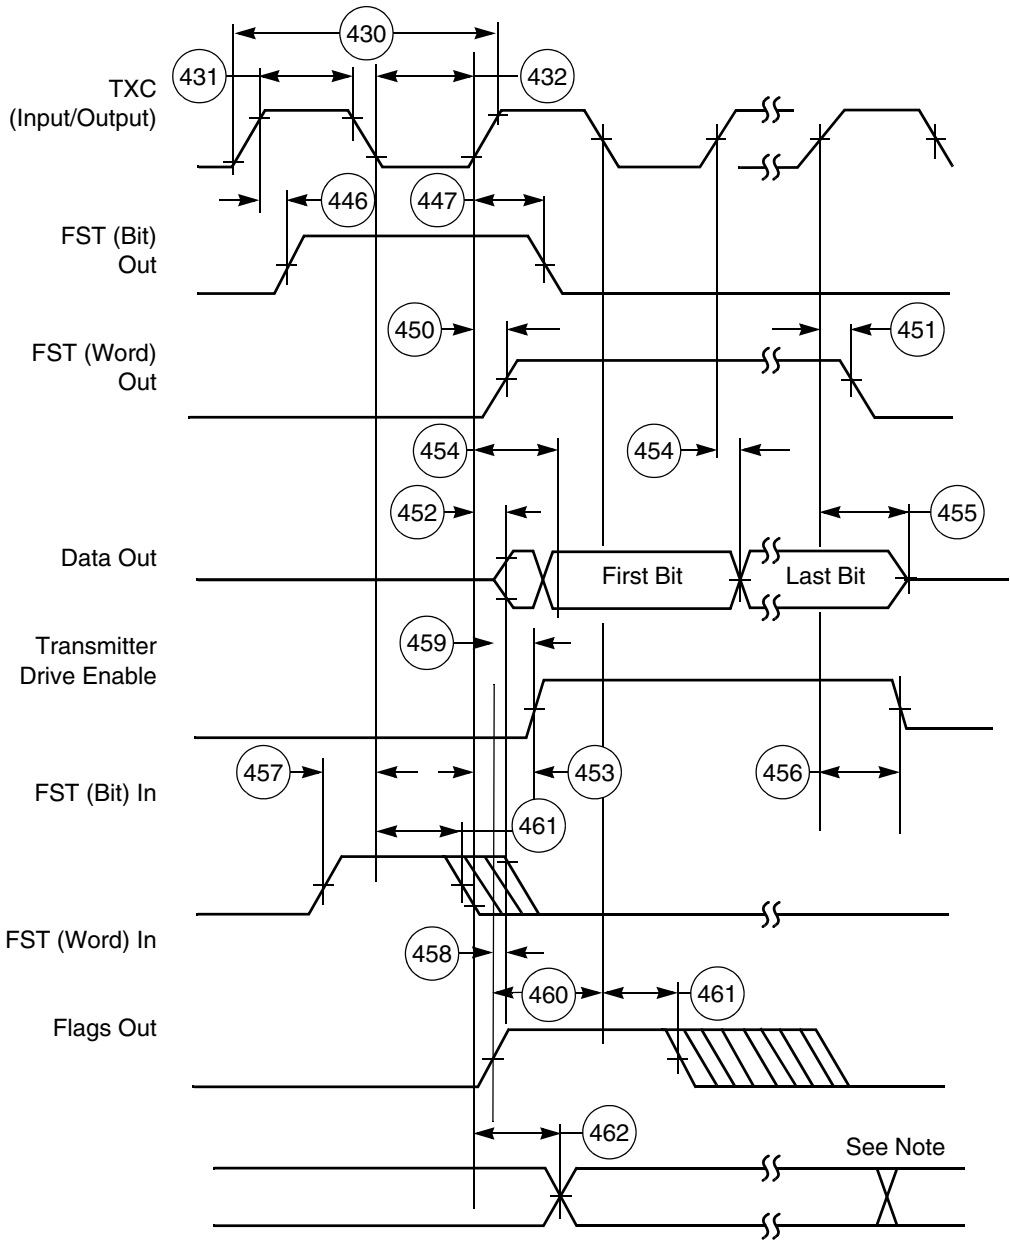 430
431
432
TXC
(Input/Output)
446
447
FST (Bit)
Out
450
451
FST (Word)
Out
454
454
452
455
Data Out
First Bit
Last Bit
459
Transmitter
Drive Enable
457
453
456
FST (Bit) In
461
FST (Word) In
458
460
461
Flags Out
462
See Note